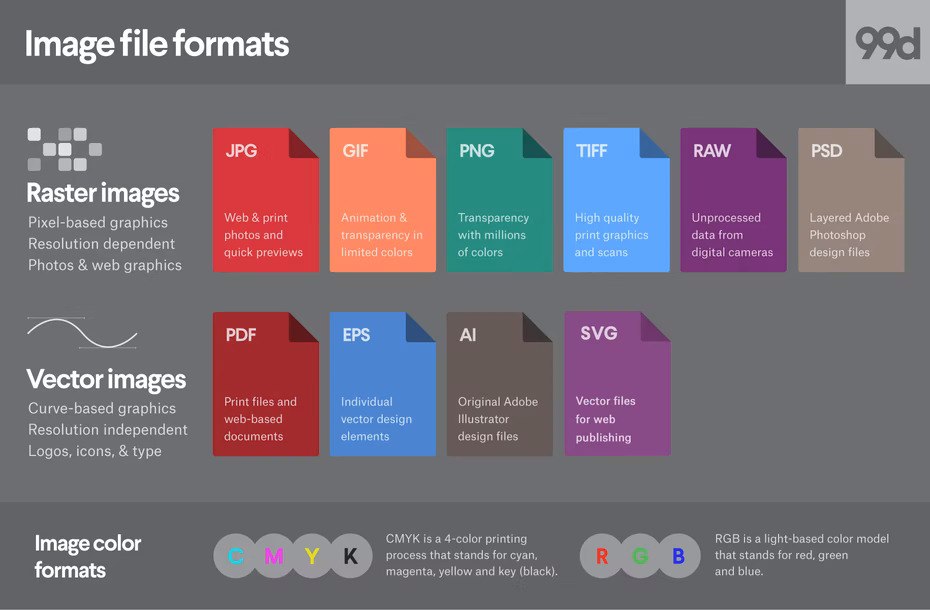 Image file formats
99d
Raster images
Pixel-based graphics
Resolution dependent
Photos & web graphics
JPG
Web & print
photos and
quick previews
GIF
Animation &
transparency in
limited colors
PNG
Transparency
with millions
of colors
TIFF
High quality
print graphics
and scans
RAW
Unprocessed
data from
digital cameras
PSD
Layered Adobe
Photoshop
design files
Vector images
Curve-based graphics
Resolution independent
Logos, icons, & type
PDF
Print files and
web-based
documents
EPS
Individual
vector design
elements
AI
Original Adobe
Illustrator
design files
SVG
Vector files
for web
publishing
Image color
formats
C M Y K
CMYK is a 4-color printing
process that stands for cyan,
magenta, yellow and key (black).
R G B
RGB is a light-based color model
that stands for red, green
and blue.